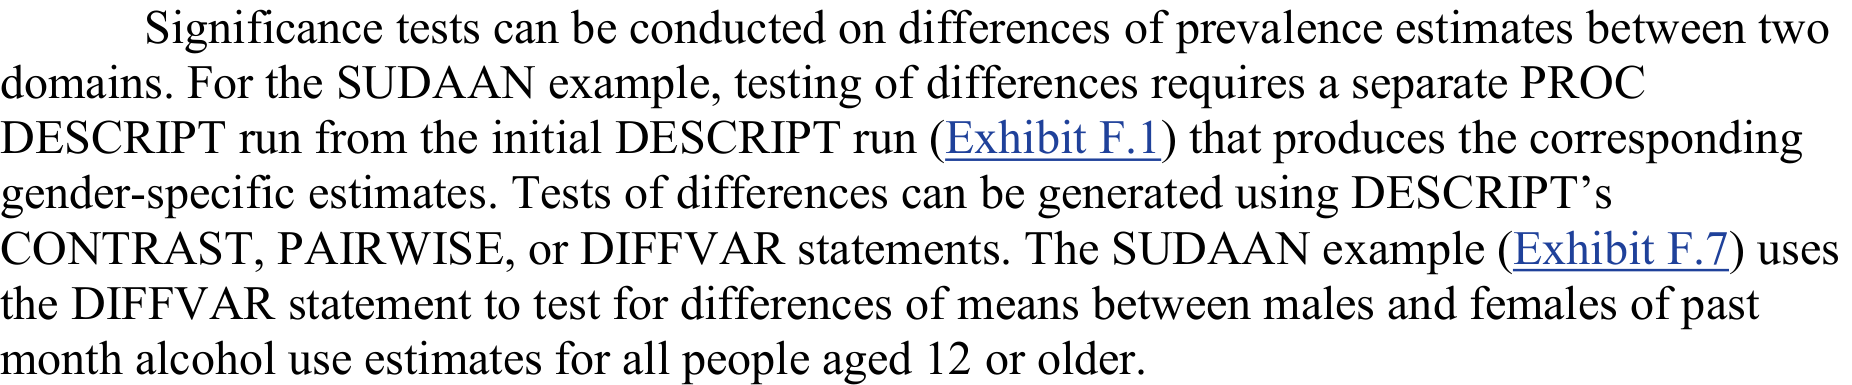 Significance tests can be conducted on differences of prevalence estimates between two
domains. For the SUDAAN example, testing of differences requires a separate PROC
DESCRIPT run from the initial DESCRIPT run (Exhibit F.1) that produces the corresponding
gender-specific estimates. Tests of differences can be generated using DESCRIPT’s
CONTRAST, PAIRWISE, or DIFFVAR statements. The SUDAAN example (Exhibit F.7) uses
the DIFFVAR statement to test for differences of means between males and females of past
month alcohol use estimates for all people aged 12 or older.